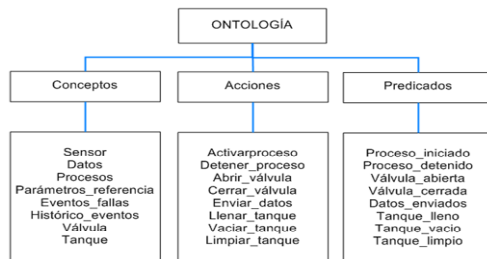 ONTOLOGÍA
Conceptos
Acciones
Predicados
Sensor
Datos
Procesos
Parámetros_referencia
Eventos_fallas
Histórico_eventos
Válvula
Tanque
Activarproceso
Detener_proceso
Abrir_válvula
Cerrar_válvula
Enviar_datos
Llenar_tanque
Vaciar_tanque
Limpiar_tanque
Proceso_iniciado
Proceso_detenido
Válvula_abierta
Válvula_cerrada
Datos_enviados
Tanque_lleno
Tanque_vacio
Tanque_limpio